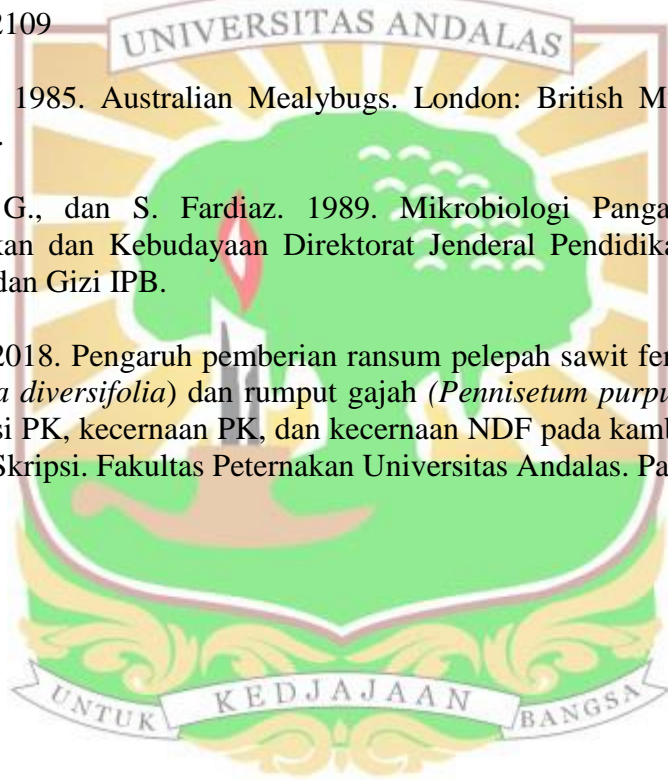 2109
UNIVERSITAS ANDALAS
1985. Australian Mealybugs. London: British M
.
G., dan S. Fardiaz. 1989. Mikrobiologi Panga
kan dan Kebudayaan Direktorat Jenderal Pendidika
dan Gizi IPB.
2018. Pengaruh pemberian ransum pelepah sawit fer
a diversifolia) dan rumput gajah (Pennisetum purpu
si PK, kecernaan PK, dan kecernaan NDF pada kamb
Skripsi. Fakultas Peternakan Universitas Andalas. Pa
UNTUK KEDJAJAAN BANGSA